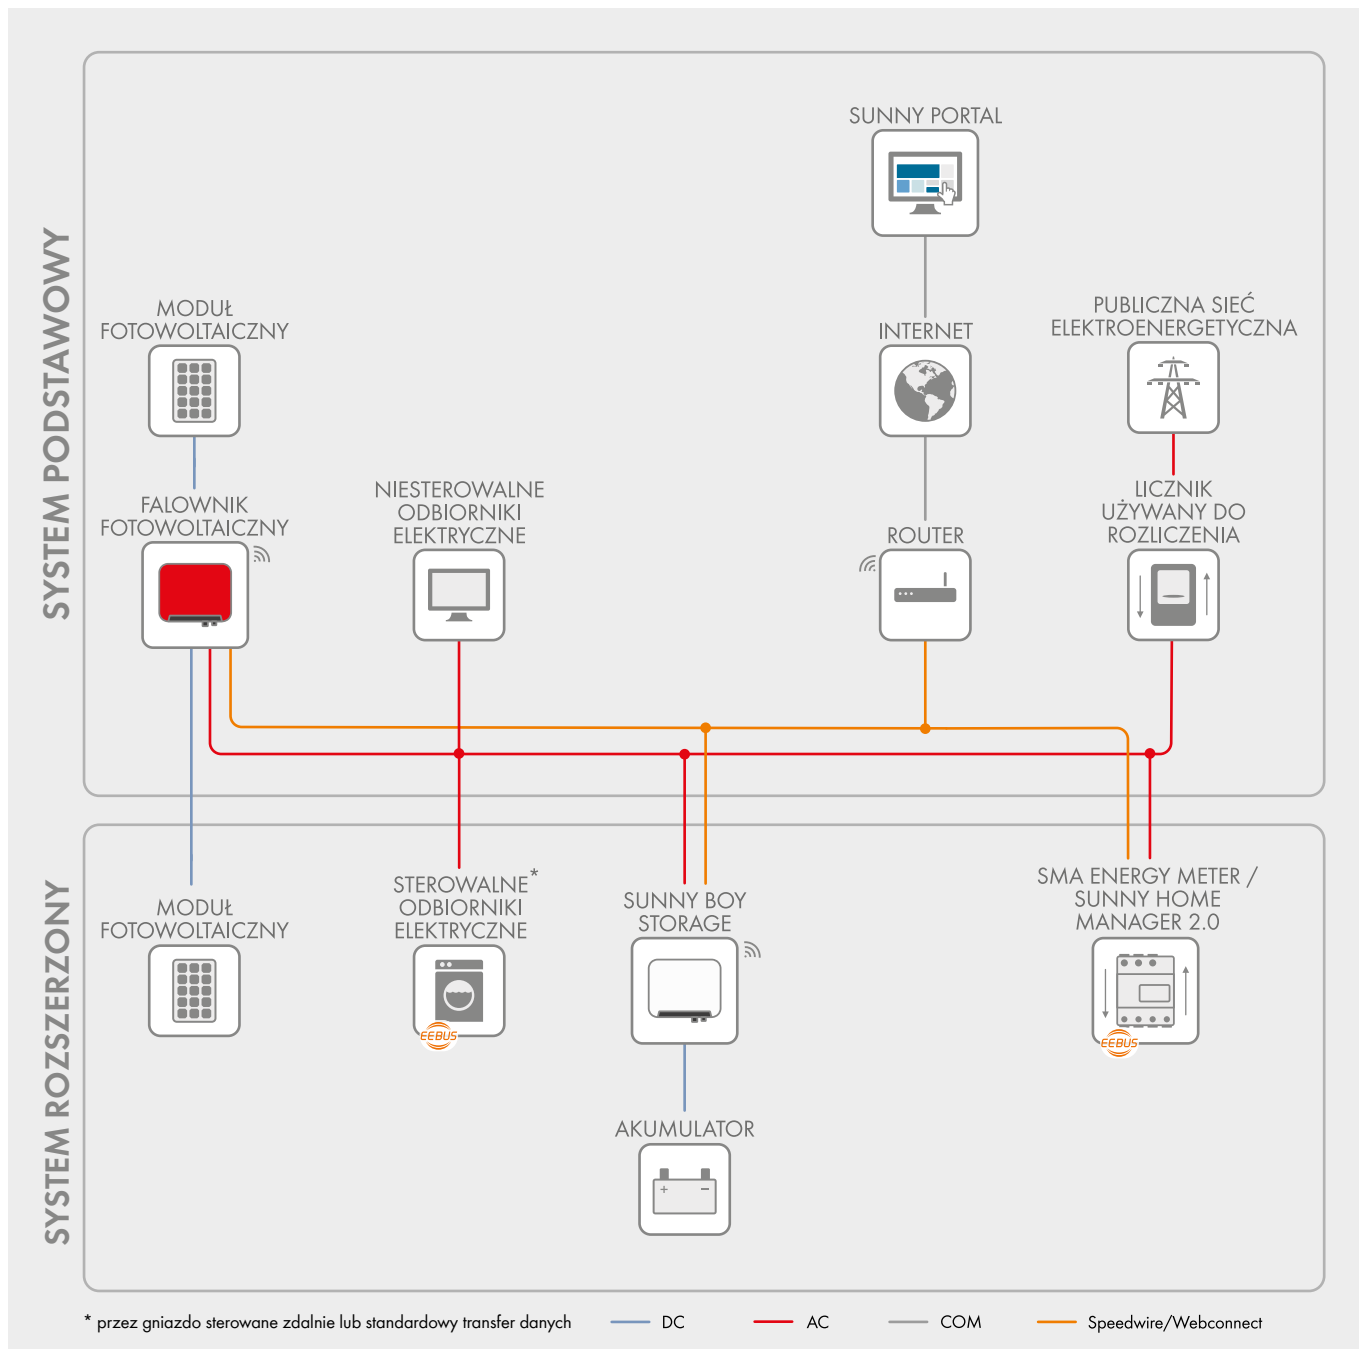 SYSTEM PODSTAWOWY
SUNNY PORTAL
MODUŁ
FOTOWOLTAICZNY
INTERNET
PUBLICZNA SIEĆ
ELEKTROENERGETYCZNA
FALOWNIK
FOTOWOLTAICZNY
NIESTEROWALNE
ODBIORNIKI
ELEKTRYCZNE
ROUTER
LICZNIK
UŻYWANY DO
ROZLICZENIA
SYSTEM ROZSZERZONY
MODUŁ
FOTOWOLTAICZNY
STEROWALNE*
ODBIORNIKI
ELEKTRYCZNE
EEBUS
SUNNY BOY
STORAGE
SMA ENERGY METER /
SUNNY HOME
MANAGER 2.0
EEBUS
AKUMULATOR
+ −
* przez gniazdo sterowane zdalnie lub standardowy transfer danych
DC
AC
COM
Speedwire/Webconnect